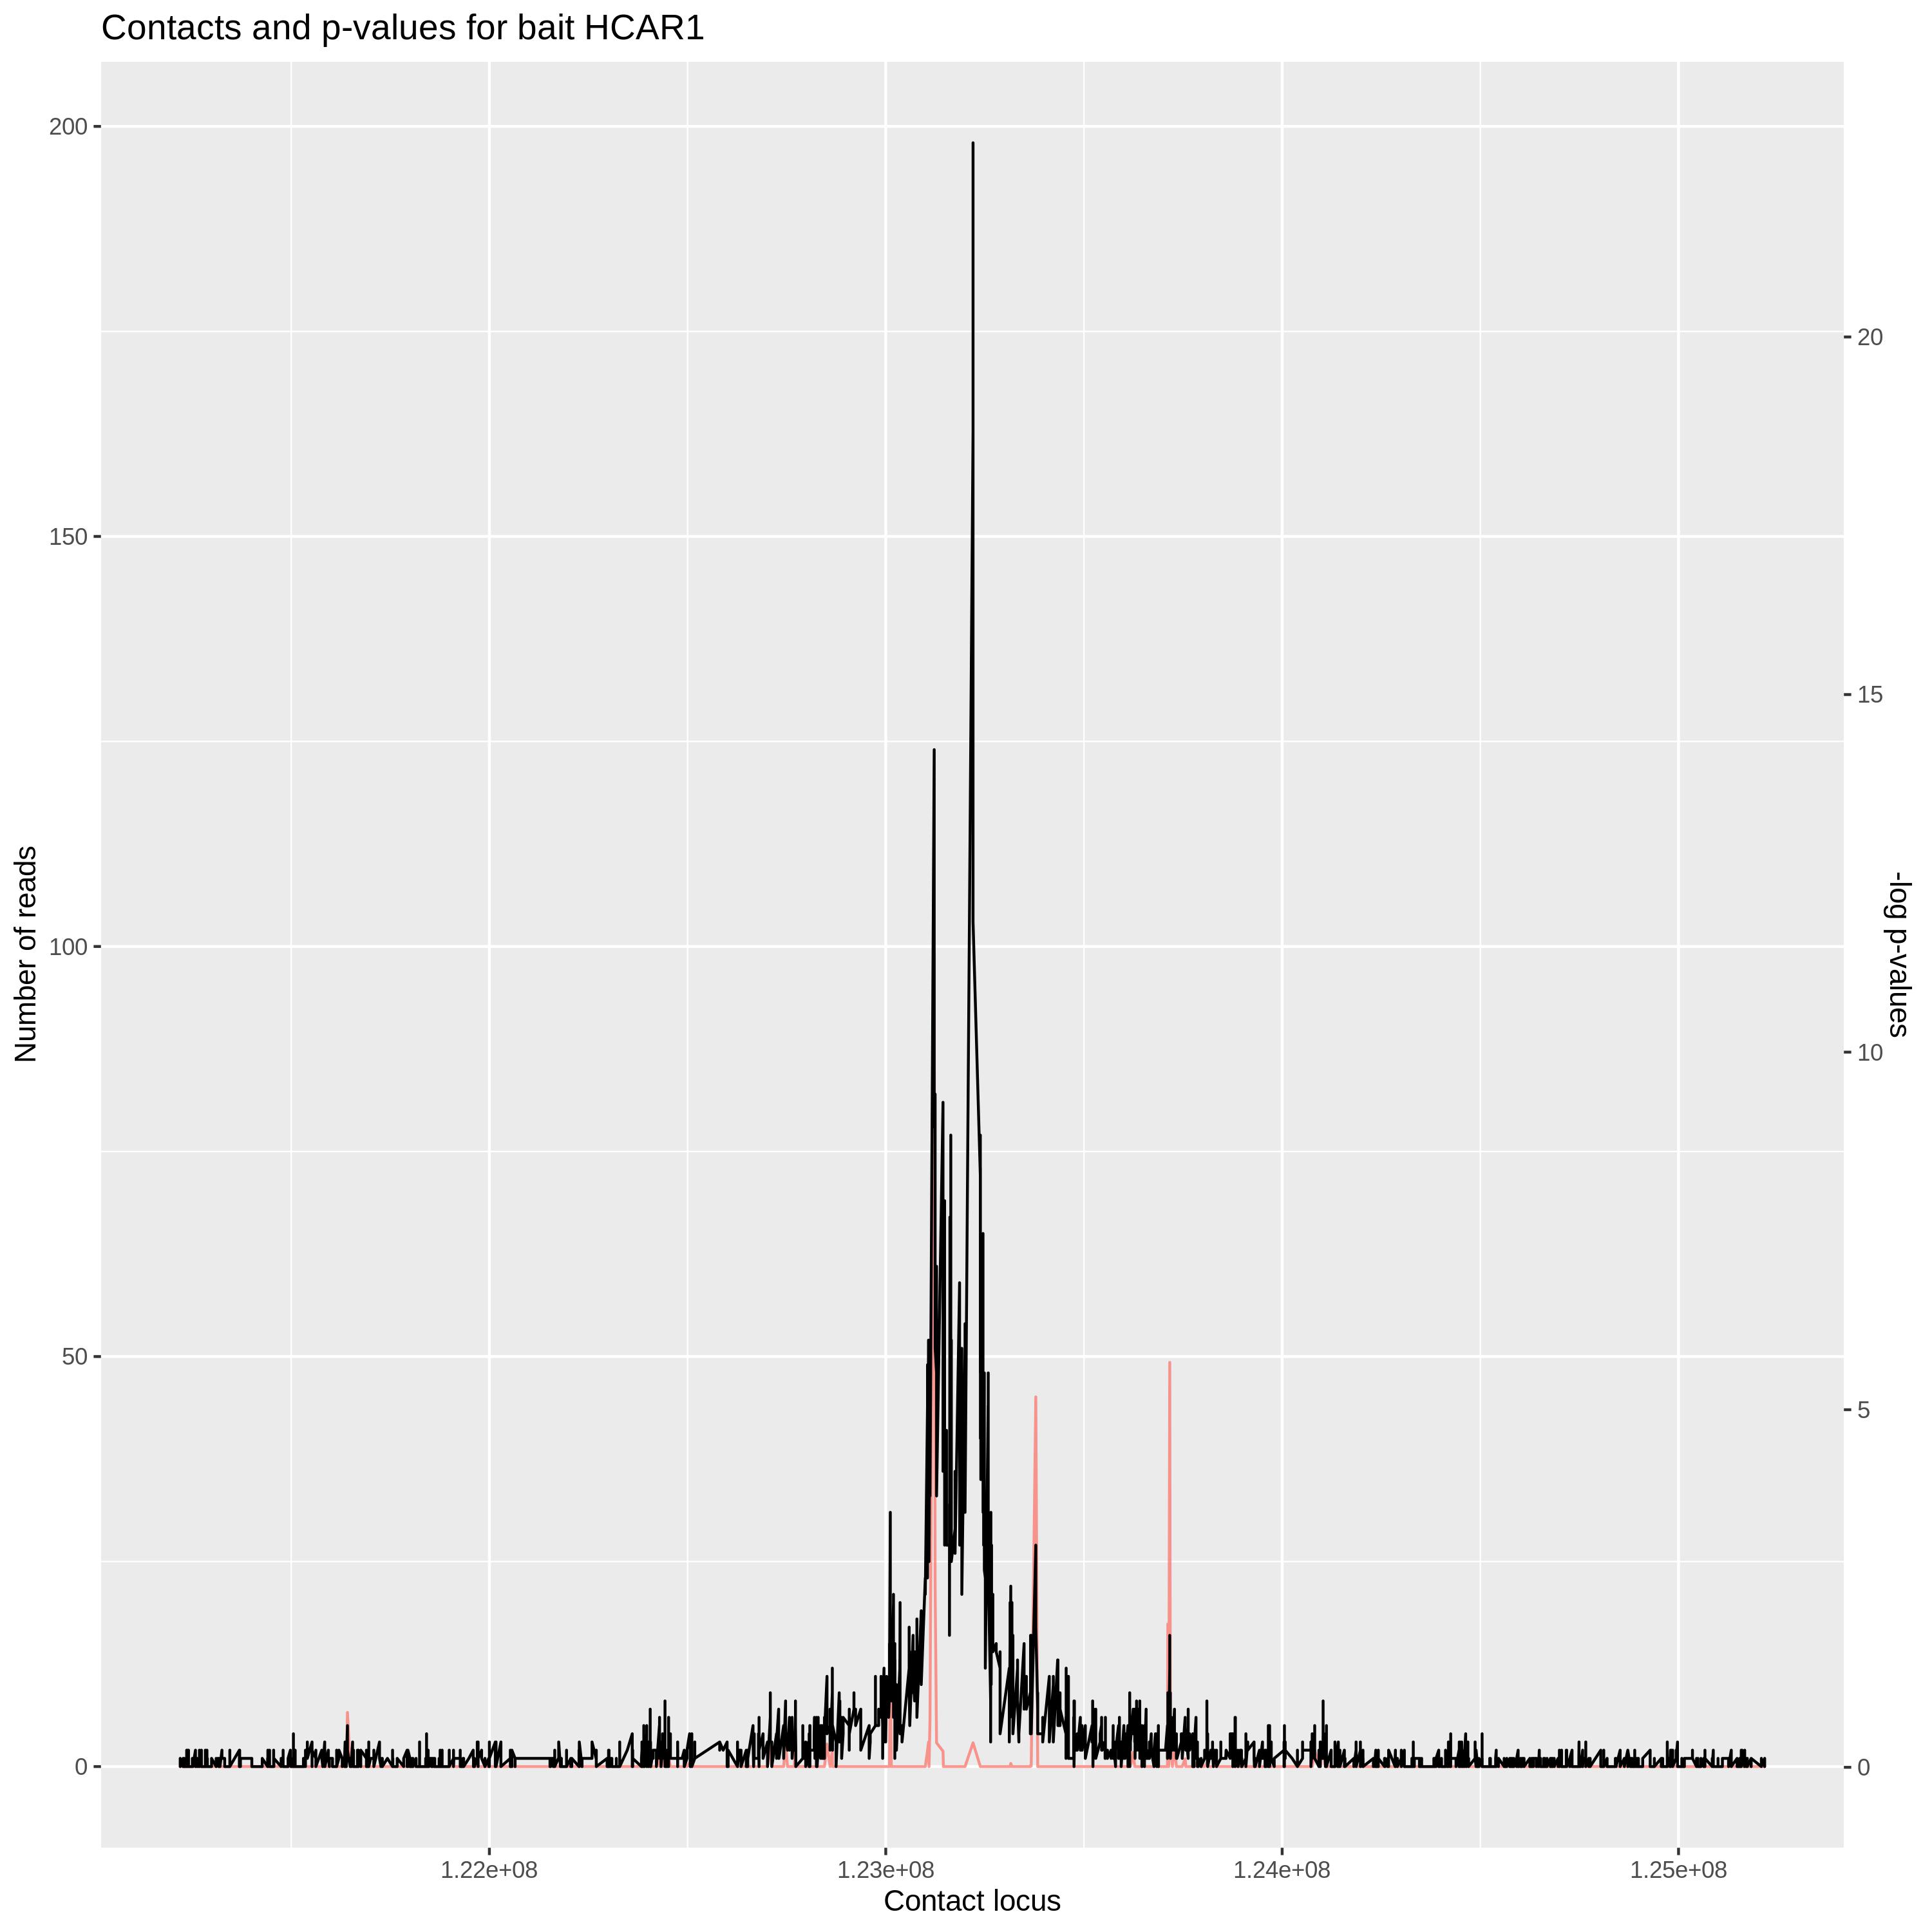 Contacts and p-values for bait HCAR1
200
150
100
50
0
Number of reads
20
15
10
5
0
-log p-values
1.22e+08
1.23e+08
1.24e+08
1.25e+08
Contact locus